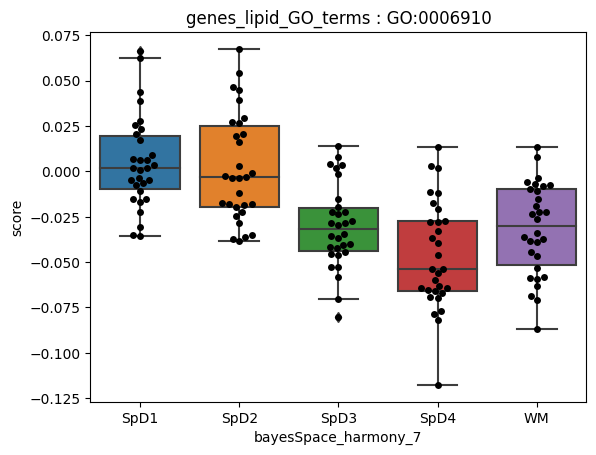 genes_lipid_GO_terms : GO:0006910
0.075
0.050
0.025
0.000
−0.025
−0.050
−0.075
−0.100
−0.125
score
SpD1 SpD2 SpD3 SpD4 WM
bayesSpace_harmony_7